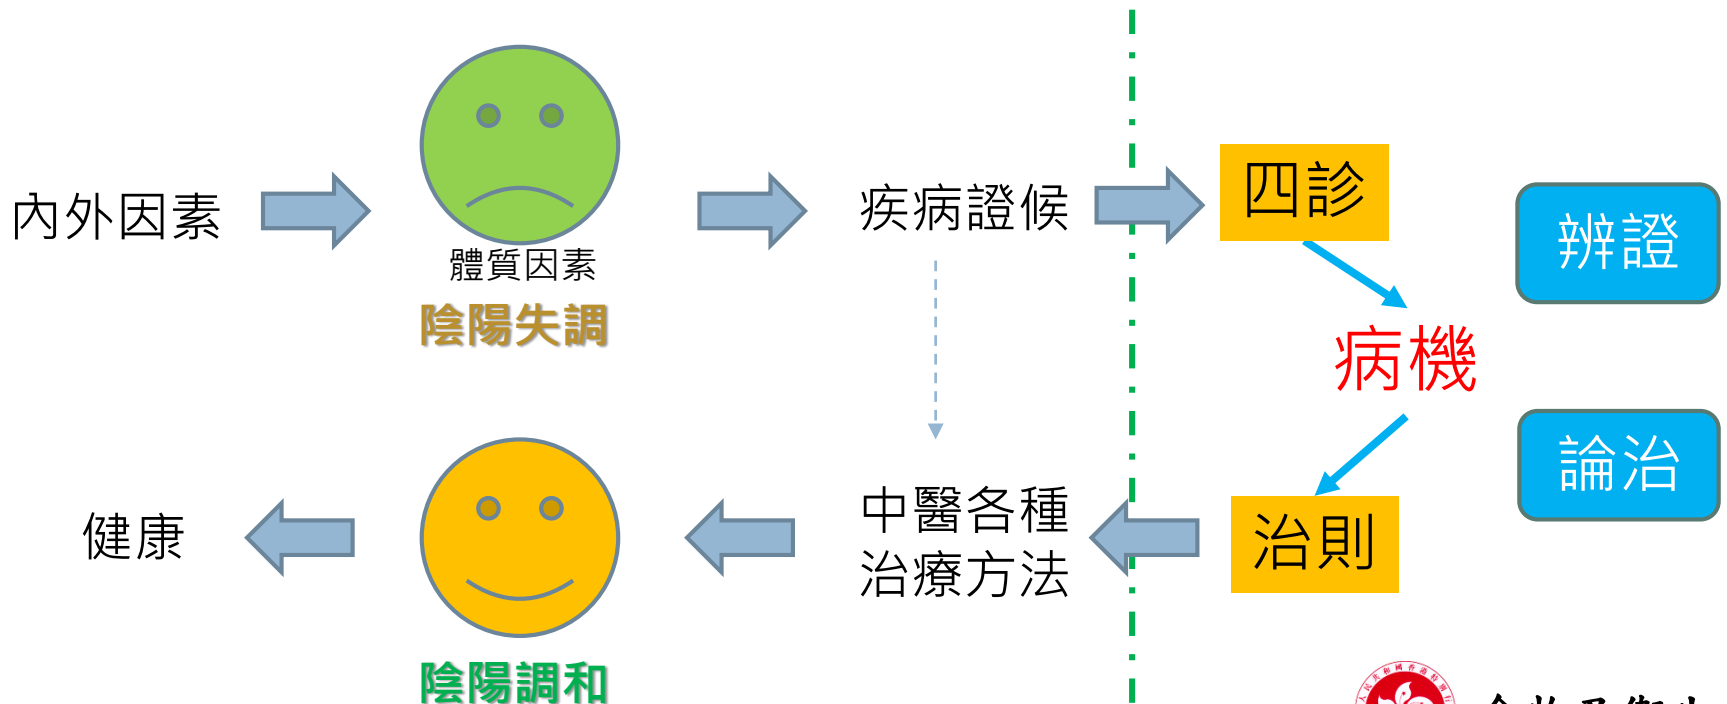 內外因素
體質因素
陰陽失調
疾病證候
四診
辨證
病機
論治
治則
中醫各種
治療方法
健康
陰陽調和